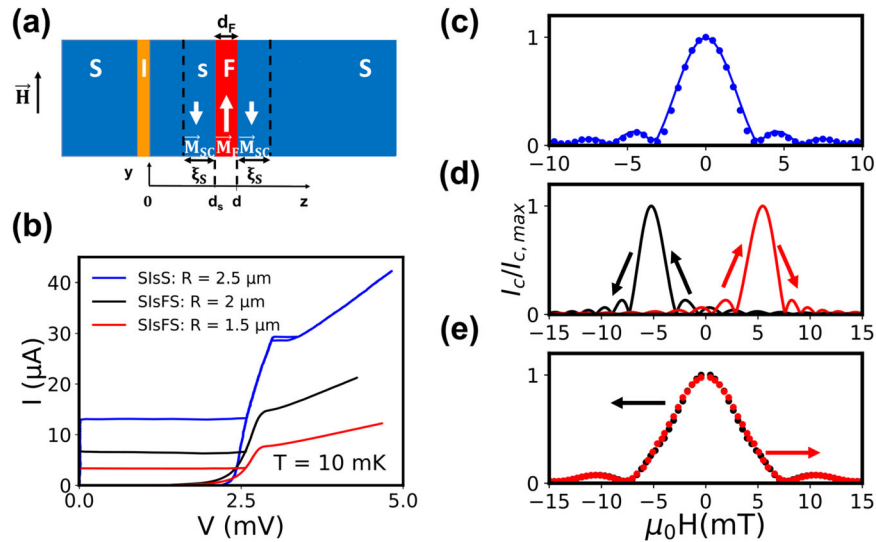 (a)
d_F
S I s F S
H⃗
M⃗_SC M⃗_F M⃗_SC
y ξ_S ξ_S
0 d_s d z
(b)
SIsS: R = 2.5 μm
SIsFS: R = 2 μm
SIsFS: R = 1.5 μm
T = 10 mK
I (μA)
40
30
20
10
0
0.0 2.5 5.0
V (mV)
(c)
1
0
-10 -5 0 5 10
(d)
I_c/I_c,max
1
0
-15 -10 -5 0 5 10 15
(e)
1
0
-15 -10 -5 0 5 10 15
μ₀H(mT)